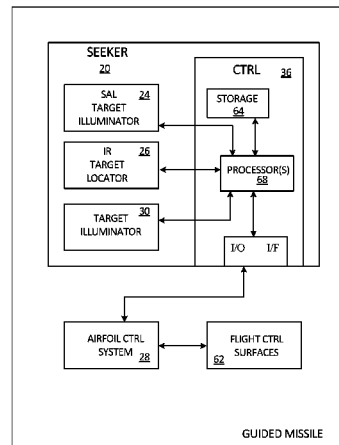 SEEKER
20
CTRL
36
SAL
24
TARGET
ILLUMINATOR
STORAGE
64
IR
26
TARGET
LOCATOR
PROCESSOR(S)
68
30
TARGET
ILLUMINATOR
I/O I/F
AIRFOIL CTRL
SYSTEM
28
FLIGHT CTRL
SURFACES
62
GUIDED MISSILE